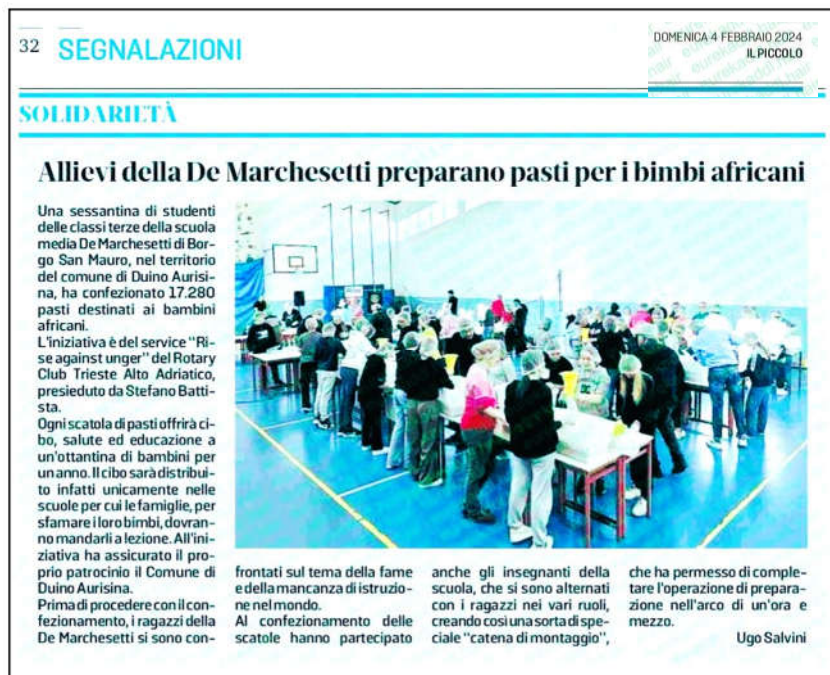 32 SEGNALAZIONI
DOMENICA 4 FEBBRAIO 2024
IL PICCOLO
SOLIDARIETÀ
Allievi della De Marchesetti preparano pasti per i bimbi africani
Una sessantina di studenti
delle classi terze della scuola
media De Marchesetti di Bor-
go San Mauro, nel territorio
del comune di Duino Aurisi-
na, ha confezionato 17.280
pasti destinati ai bambini
africani.
L'iniziativa è del service "Ri-
se against unger" del Rotary
Club Trieste Alto Adriatico,
presieduto da Stefano Batti-
sta.
Ogni scatola di pasti offrirà ci-
bo, salute ed educazione a
un'ottantina di bambini per
un anno. Il cibo sarà distribui-
to infatti unicamente nelle
scuole per cui le famiglie, per
sfamare i loro bimbi, dovran-
no mandarli a lezione. All'ini-
ziativa ha assicurato il pro-
prio patrocinio il Comune di
Duino Aurisina.
Prima di procedere con il con-
fezionamento, i ragazzi della
De Marchesetti si sono con-
frontati sul tema della fame
e della mancanza di istruzio-
ne nel mondo.
Al confezionamento delle
scatole hanno partecipato
anche gli insegnanti della
scuola, che si sono alternati
con i ragazzi nei vari ruoli,
creando così una sorta di spe-
ciale "catena di montaggio",
che ha permesso di comple-
tare l'operazione di prepara-
zione nell'arco di un'ora e
mezzo.
Ugo Salvini